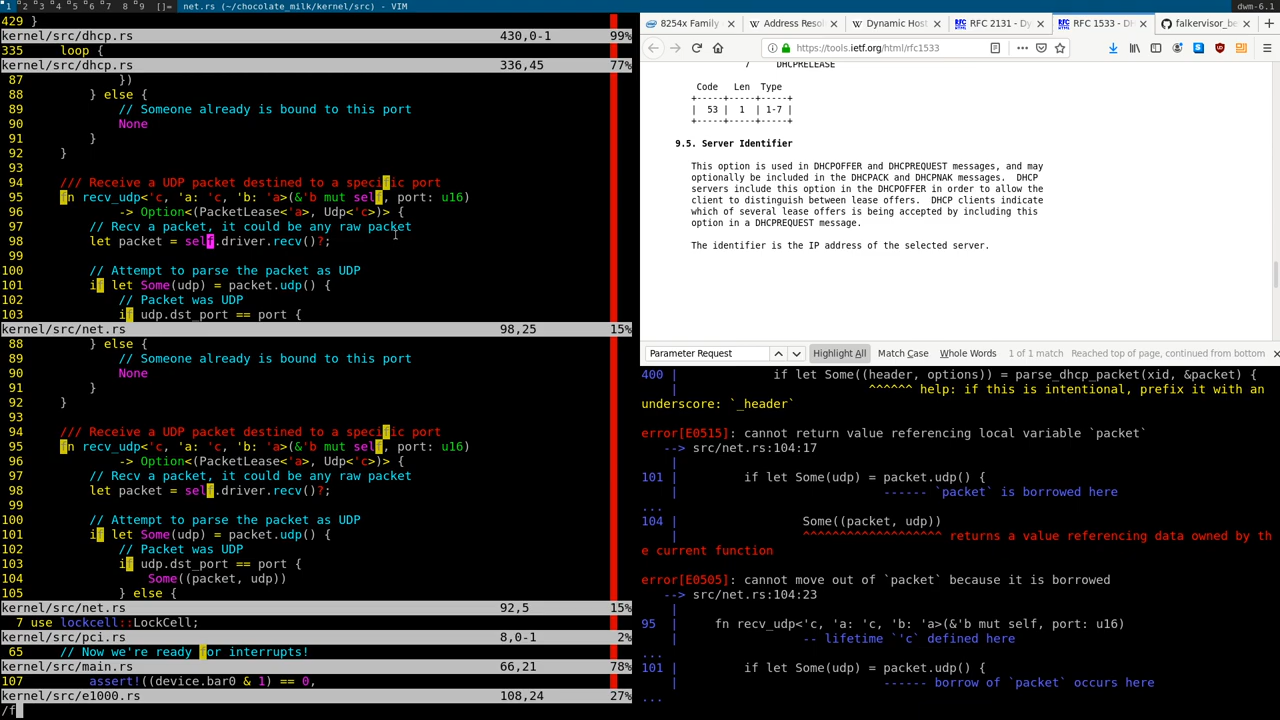 1 2 3 4 5 6 7 8 9 []= net.rs (~/chocolate_milk/kernel/src) - VIM dwm-6.1
429 }
kernel/src/dhcp.rs 430,0-1 99%
335 loop {
kernel/src/dhcp.rs 336,45 77%
87 })
88 } else {
89 // Someone already is bound to this port
90 None
91 }
92 }
93
94 /// Receive a UDP packet destined to a specific port
95 fn recv_udp<'c, 'a: 'c, 'b: 'a>(&'b mut self, port: u16)
96 -> Option<(PacketLease<'a>, Udp<'c>)> {
97 // Recv a packet, it could be any raw packet
98 let packet = self.driver.recv()?;
99
100 // Attempt to parse the packet as UDP
101 if let Some(udp) = packet.udp() {
102 // Packet was UDP
103 if udp.dst_port == port {
kernel/src/net.rs 98,25 15%
88 } else {
89 // Someone already is bound to this port
90 None
91 }
92 }
93
94 /// Receive a UDP packet destined to a specific port
95 fn recv_udp<'c, 'a: 'c, 'b: 'a>(&'b mut self, port: u16)
96 -> Option<(PacketLease<'a>, Udp<'c>)> {
97 // Recv a packet, it could be any raw packet
98 let packet = self.driver.recv()?;
99
100 // Attempt to parse the packet as UDP
101 if let Some(udp) = packet.udp() {
102 // Packet was UDP
103 if udp.dst_port == port {
104 Some((packet, udp))
105 } else {
kernel/src/net.rs 92,5 15%
7 use lockcell::LockCell;
kernel/src/pci.rs 8,0-1 2%
65 // Now we're ready for interrupts!
kernel/src/main.rs 66,21 78%
107 assert!((device.bar0 & 1) == 0,
kernel/src/e1000.rs 108,24 27%
/f
8254x Family Address Resol Dynamic Host RFC 2131 - Dy RFC 1533 - DH falkervisor_be
https://tools.ietf.org/html/rfc1533
7 DHCPRELEASE
Code Len Type
+-----+-----+-----+
| 53 | 1 | 1-7 |
+-----+-----+-----+
9.5. Server Identifier
This option is used in DHCPOFFER and DHCPREQUEST messages, and may
optionally be included in the DHCPACK and DHCPNAK messages. DHCP
servers include this option in the DHCPOFFER in order to allow the
client to distinguish between lease offers. DHCP clients indicate
which of several lease offers is being accepted by including this
option in a DHCPREQUEST message.
The identifier is the IP address of the selected server.
Parameter Request Highlight All Match Case Whole Words 1 of 1 match Reached top of page, continued from bottom
400 | if let Some((header, options)) = parse_dhcp_packet(xid, &packet) {
| ^^^^^^ help: if this is intentional, prefix it with an
underscore: `_header`
error[E0515]: cannot return value referencing local variable `packet`
--> src/net.rs:104:17
|
101 | if let Some(udp) = packet.udp() {
| ------ `packet` is borrowed here
...
104 | Some((packet, udp))
| ^^^^^^^^^^^^^^^^^^^ returns a value referencing data owned by th
e current function
error[E0505]: cannot move out of `packet` because it is borrowed
--> src/net.rs:104:23
|
95 | fn recv_udp<'c, 'a: 'c, 'b: 'a>(&'b mut self, port: u16)
| -- lifetime `'c` defined here
...
101 | if let Some(udp) = packet.udp() {
| ------ borrow of `packet` occurs here
...